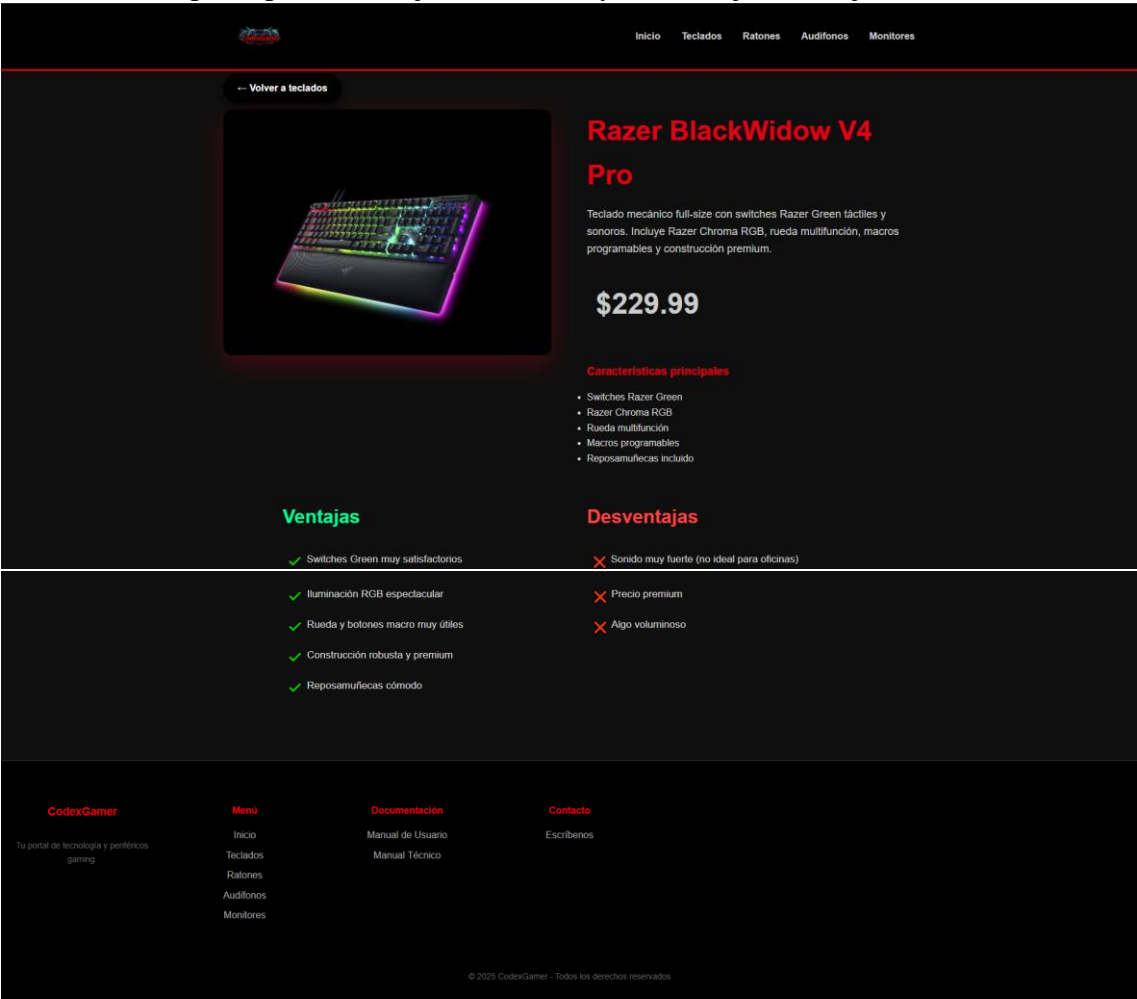 Inicio Teclados Ratones Audífonos Monitores
← Volver a teclados
Razer BlackWidow V4
Pro
Teclado mecánico full-size con switches Razer Green táctiles y
sonoros. Incluye Razer Chroma RGB, rueda multifunción, macros
programables y construcción premium.
$229.99
Características principales
• Switches Razer Green
• Razer Chroma RGB
• Rueda multifunción
• Macros programables
• Reposamuñecas incluido
Ventajas
Switches Green muy satisfactorios
Iluminación RGB espectacular
Rueda y botones macro muy útiles
Construcción robusta y premium
Reposamuñecas cómodo
Desventajas
Sonido muy fuerte (no ideal para oficinas)
Precio premium
Algo voluminoso
CodexGamer
Tu portal de tecnología y periféricos
gaming.
Menú
Inicio
Teclados
Ratones
Audífonos
Monitores
Documentación
Manual de Usuario
Manual Técnico
Contacto
Escríbenos
© 2025 CodexGamer - Todos los derechos reservados